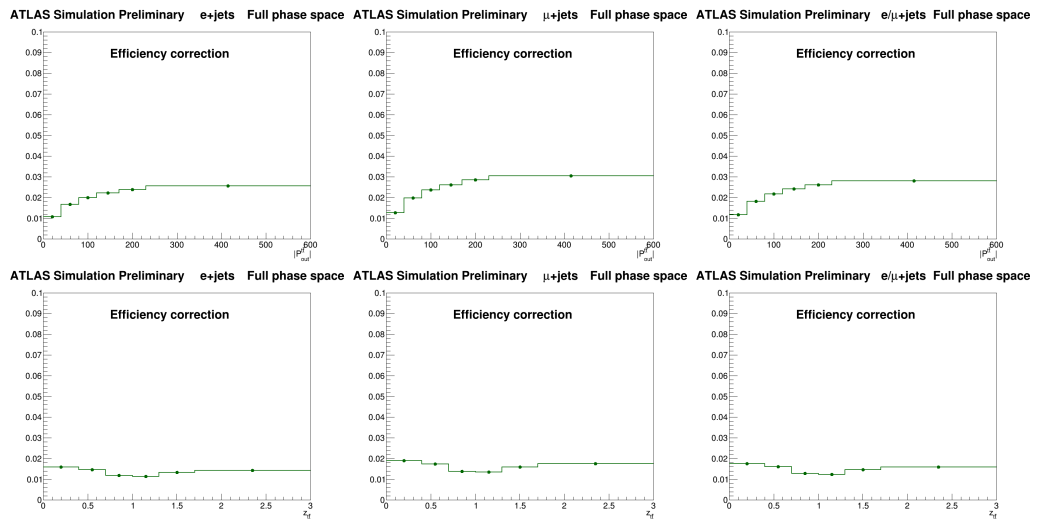 ATLAS Simulation Preliminary e+jets Full phase space
Efficiency correction
0.1
0.09
0.08
0.07
0.06
0.05
0.04
0.03
0.02
0.01
0
0 100 200 300 400 500 600
|P^{tt̄}_{out}|
ATLAS Simulation Preliminary μ+jets Full phase space
Efficiency correction
0.1
0.09
0.08
0.07
0.06
0.05
0.04
0.03
0.02
0.01
0
0 100 200 300 400 500 600
|P^{tt̄}_{out}|
ATLAS Simulation Preliminary e/μ+jets Full phase space
Efficiency correction
0.1
0.09
0.08
0.07
0.06
0.05
0.04
0.03
0.02
0.01
0
0 100 200 300 400 500 600
|P^{tt̄}_{out}|
ATLAS Simulation Preliminary e+jets Full phase space
Efficiency correction
0.1
0.09
0.08
0.07
0.06
0.05
0.04
0.03
0.02
0.01
0
0 0.5 1 1.5 2 2.5 3
z_{tt̄}
ATLAS Simulation Preliminary μ+jets Full phase space
Efficiency correction
0.1
0.09
0.08
0.07
0.06
0.05
0.04
0.03
0.02
0.01
0
0 0.5 1 1.5 2 2.5 3
z_{tt̄}
ATLAS Simulation Preliminary e/μ+jets Full phase space
Efficiency correction
0.1
0.09
0.08
0.07
0.06
0.05
0.04
0.03
0.02
0.01
0
0 0.5 1 1.5 2 2.5 3
z_{tt̄}